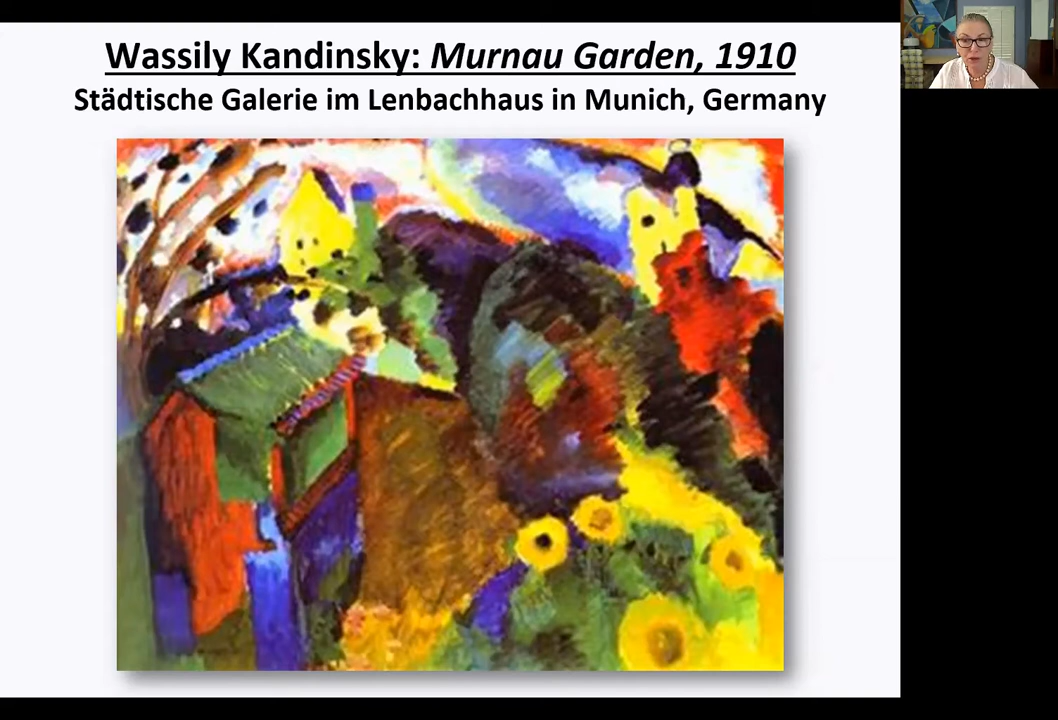 Wassily Kandinsky: Murnau Garden, 1910
Städtische Galerie im Lenbachhaus in Munich, Germany